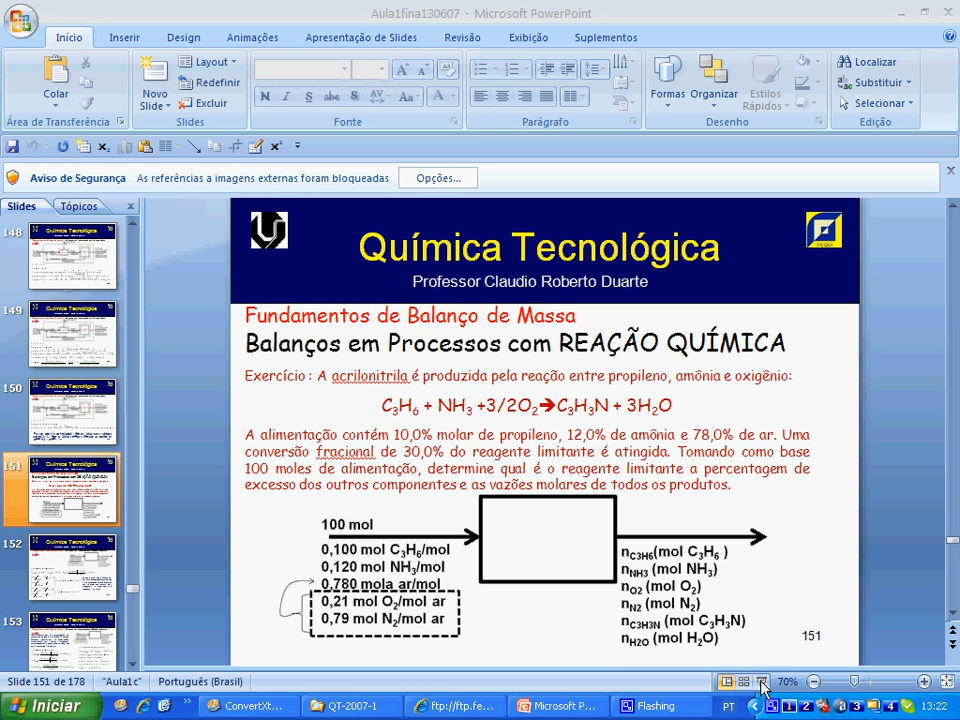 Aula1fina130607 - Microsoft PowerPoint
Início Inserir Design Animações Apresentação de Slides Revisão Exibição Suplementos
Colar
Novo Slide
Layout
Redefinir
Excluir
Formas Organizar Estilos Rápidos
Localizar
Substituir
Selecionar
Área de Transferência Slides Fonte Parágrafo Desenho Edição
Aviso de Segurança As referências a imagens externas foram bloqueadas Opções...
Slides Tópicos
148
149
150
151
152
153
Química Tecnológica
Professor Claudio Roberto Duarte
Fundamentos de Balanço de Massa
Balanços em Processos com REAÇÃO QUÍMICA
Exercício : A acrilonitrila é produzida pela reação entre propileno, amônia e oxigênio:
C3H6 + NH3 +3/2O2➔C3H3N + 3H2O
A alimentação contém 10,0% molar de propileno, 12,0% de amônia e 78,0% de ar. Uma
conversão fracional de 30,0% do reagente limitante é atingida. Tomando como base
100 moles de alimentação, determine qual é o reagente limitante a percentagem de
excesso dos outros componentes e as vazões molares de todos os produtos.
100 mol
0,100 mol C3H6/mol
0,120 mol NH3/mol
0,780 mola ar/mol
0,21 mol O2/mol ar
0,79 mol N2/mol ar
nC3H6(mol C3H6 )
nNH3 (mol NH3)
nO2 (mol O2)
nN2 (mol N2)
nC3H3N (mol C3H3N)
nH2O (mol H2O)
151
Slide 151 de 178 "Aula1c" Português (Brasil) 70%
Iniciar ConvertXt... QT-2007-1 ftp://ftp.fe... Microsoft P... Flashing PT 13:22